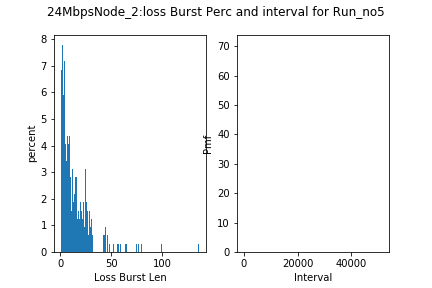 24MbpsNode_2:loss Burst Perc and interval for Run_no5
8
7
6
5
4
3
2
1
0
percent
0 50 100
Loss Burst Len
70
60
50
40
30
20
10
0
Pmf
0 20000 40000
Interval